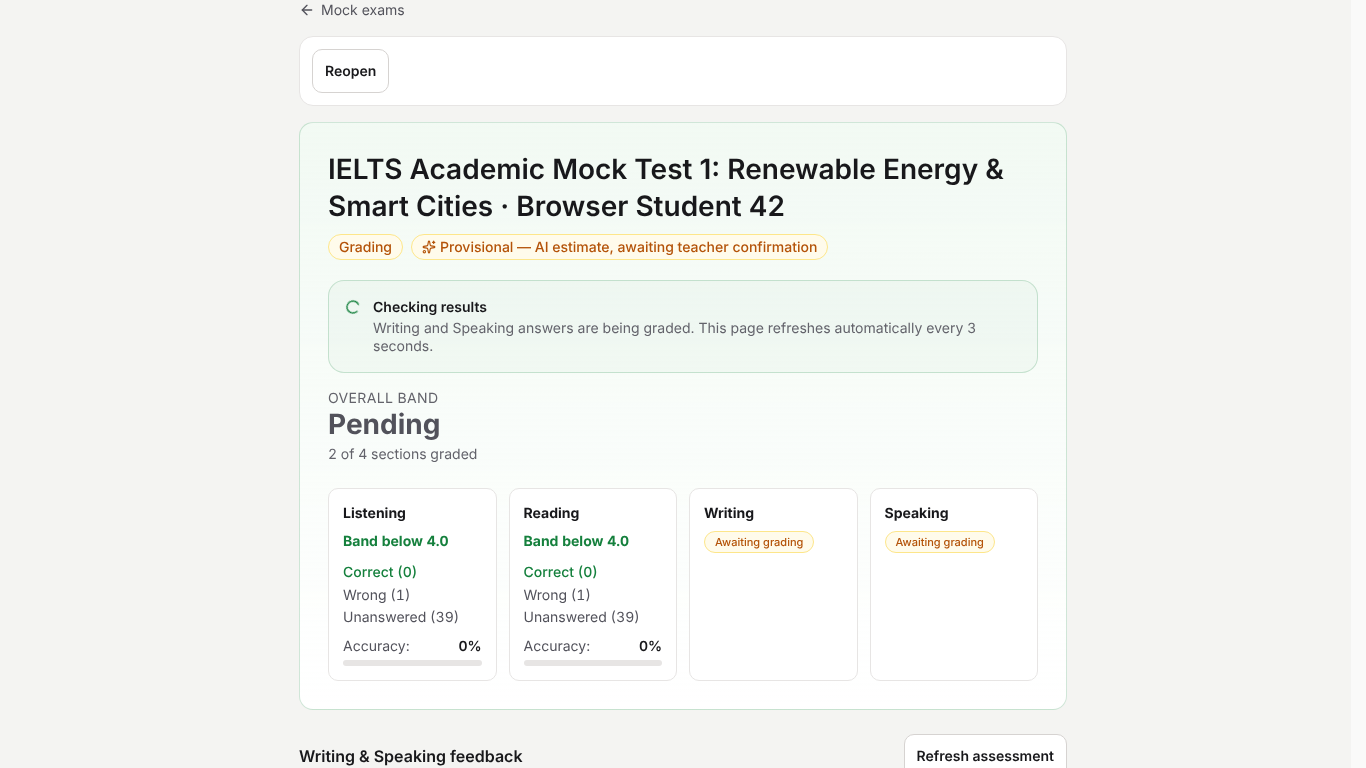 Mock exams
Reopen
IELTS Academic Mock Test 1: Renewable Energy &
Smart Cities · Browser Student 42
Grading
Provisional — AI estimate, awaiting teacher confirmation
Checking results
Writing and Speaking answers are being graded. This page refreshes automatically every 3
seconds.
OVERALL BAND
Pending
2 of 4 sections graded
Listening
Band below 4.0
Correct (0)
Wrong (1)
Unanswered (39)
Accuracy: 0%
Reading
Band below 4.0
Correct (0)
Wrong (1)
Unanswered (39)
Accuracy: 0%
Writing
Awaiting grading
Speaking
Awaiting grading
Writing & Speaking feedback
Refresh assessment